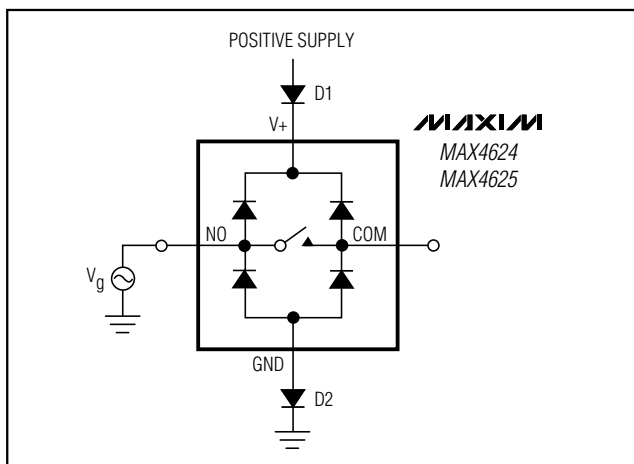 POSITIVE SUPPLY
D1
V+
MAXIM
MAX4624
MAX4625
NO
COM
Vg
GND
D2